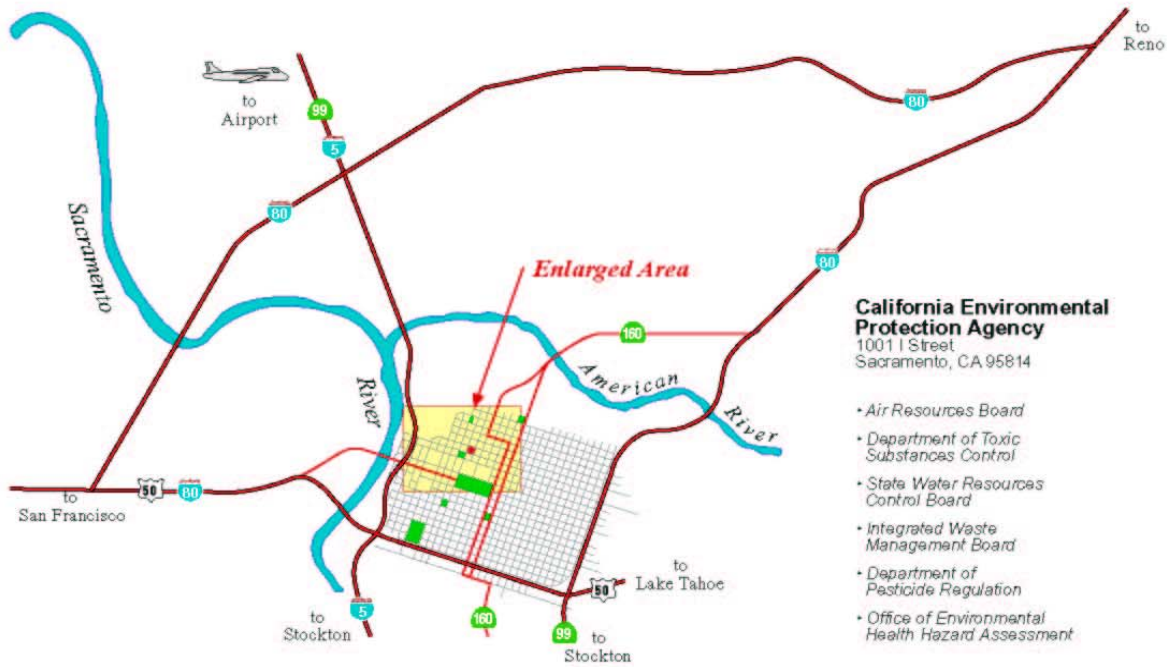 to
Reno
to
Airport
99
5
80
80
80
Sacramento
River
Enlarged Area
160
American
River
California Environmental
Protection Agency
1001 I Street
Sacramento, CA 95814
• Air Resources Board
• Department of Toxic
Substances Control
• State Water Resources
Control Board
• Integrated Waste
Management Board
• Department of
Pesticide Regulation
• Office of Environmental
Health Hazard Assessment
50
80
to
San Francisco
to
Lake Tahoe
50
to
Stockton
5
160
99
to
Stockton